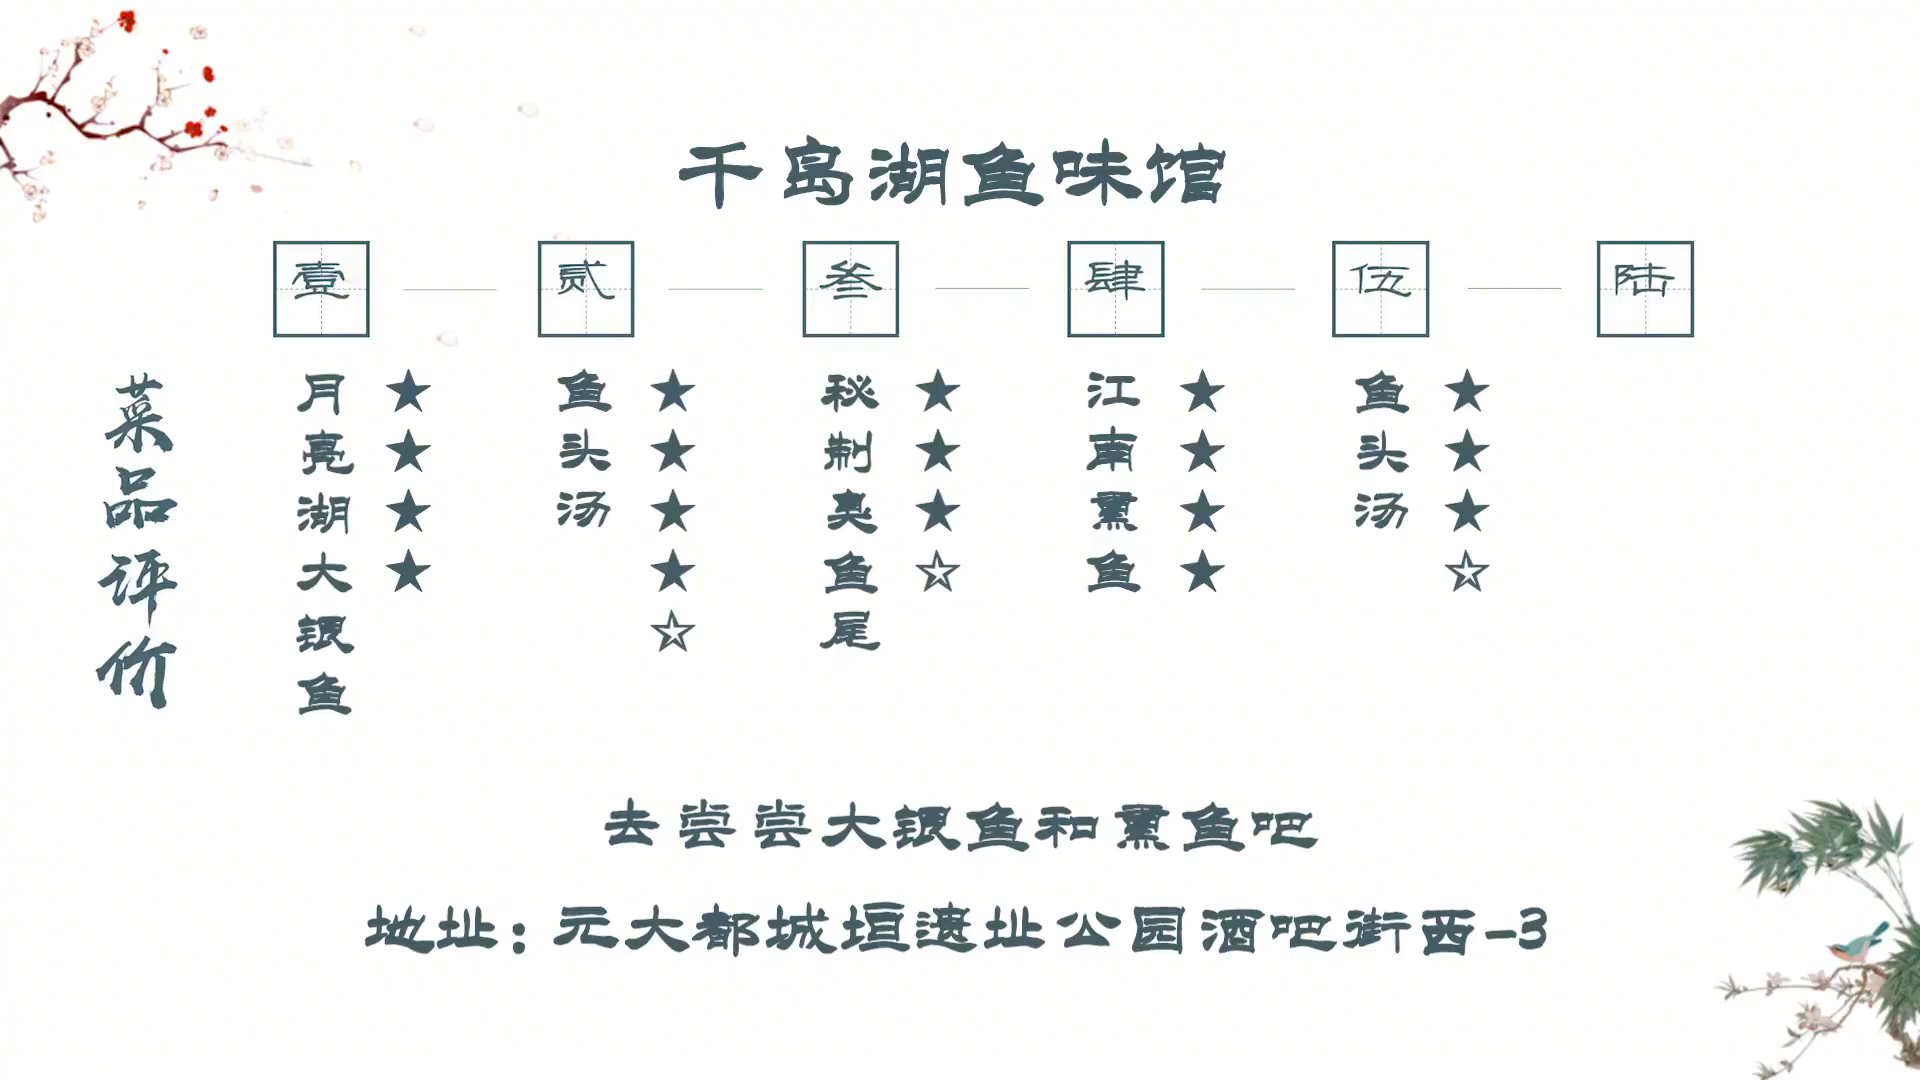 千岛湖鱼味馆
壹 贰 叁 肆 伍 陆
菜品评价
月亮湖大银鱼
★★★★
鱼头汤
★★★★☆
秘制臭鱼尾
★★★☆
江南熏鱼
★★★★
鱼头汤
★★★☆
去尝尝大银鱼和熏鱼吧
地址：元大都城垣遗址公园酒吧街西-3